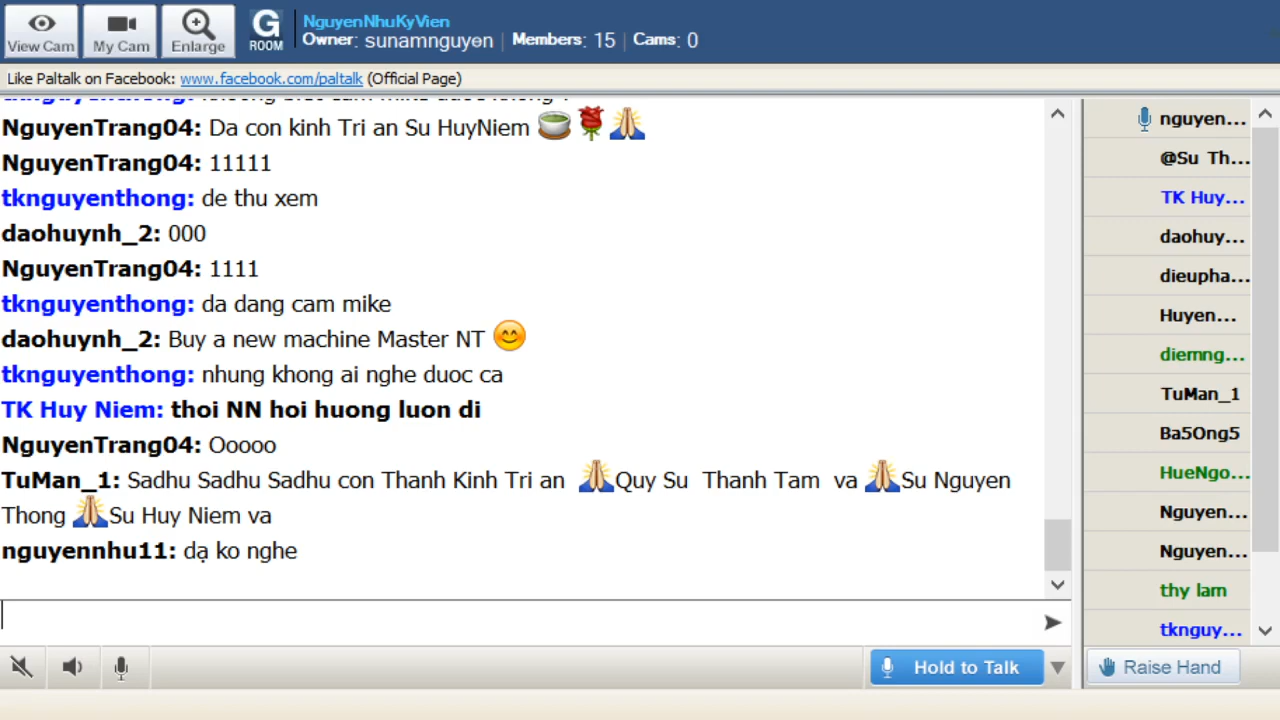 View Cam
My Cam
Enlarge
G ROOM
NguyenNhuKyVien
Owner: sunamnguyen | Members: 15 | Cams: 0
Like Paltalk on Facebook: www.facebook.com/paltalk (Official Page)
NguyenTrang04: Da con kinh Tri an Su HuyNiem
NguyenTrang04: 11111
tknguyenthong: de thu xem
daohuynh_2: 000
NguyenTrang04: 1111
tknguyenthong: da dang cam mike
daohuynh_2: Buy a new machine Master NT
tknguyenthong: nhung khong ai nghe duoc ca
TK Huy Niem: thoi NN hoi huong luon di
NguyenTrang04: Ooooo
TuMan_1: Sadhu Sadhu Sadhu con Thanh Kinh Tri an Quy Su Thanh Tam va Su Nguyen
Thong Su Huy Niem va
nguyennhu11: dạ ko nghe
nguyen...
@Su Th...
TK Huy...
daohuy...
dieupha...
Huyen...
diemng...
TuMan_1
Ba5Ong5
HueNgo...
Nguyen...
Nguyen...
thy lam
tknguy...
Hold to Talk
Raise Hand